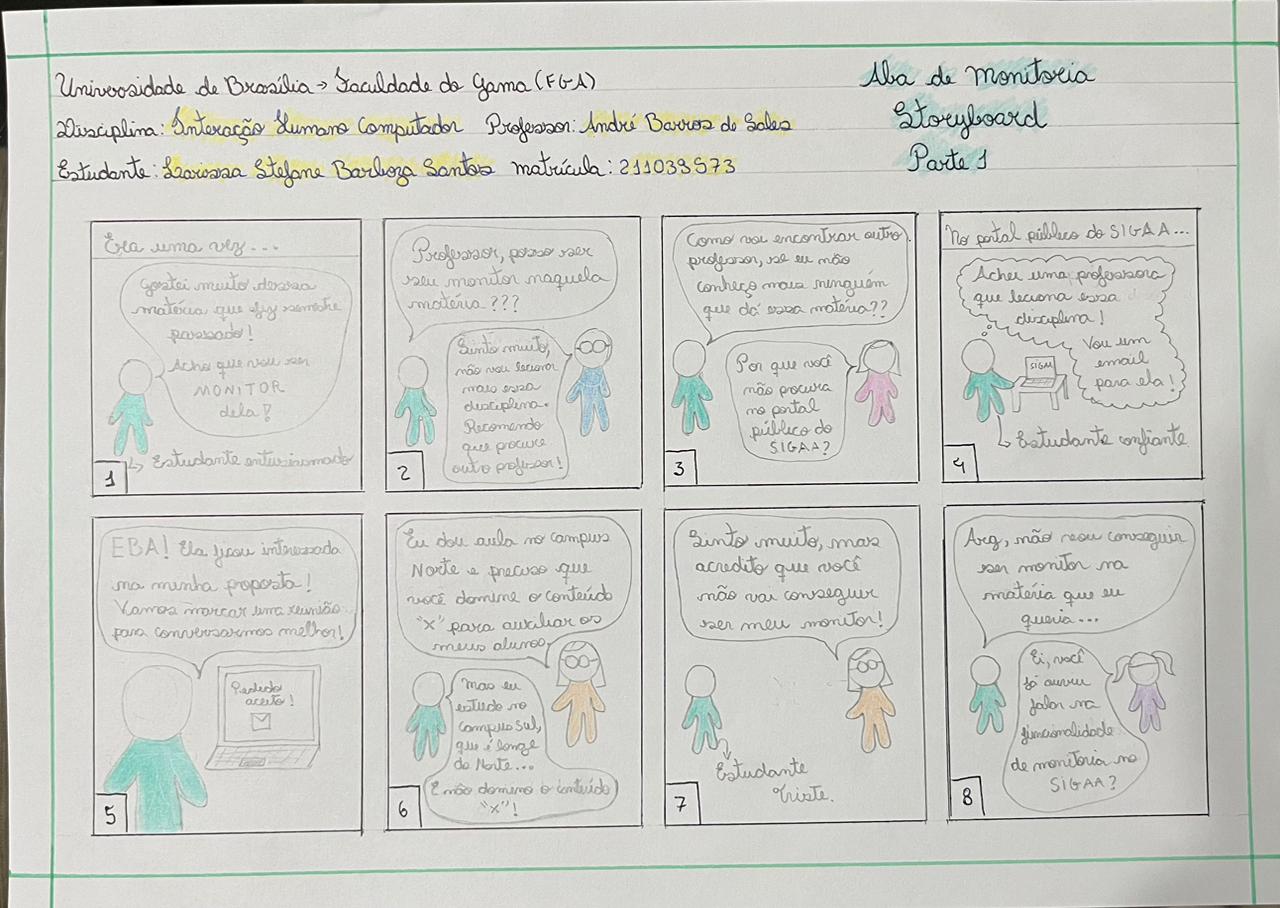 Universidade de Brasília → Faculdade do Gama (FGA)
Disciplina: Interação Humano Computador Professor: André Barros de Sales
Estudante: Larissa Stefane Barboza Santos matrícula: 211039573
Aba de Monitoria
Storyboard
Parte 1
Era uma vez...
Gostei muito dessa
matéria que fiz semestre
passado!
Acho que vou ser
MONITOR
dela!
→ Estudante entusiasmado
1
Professor, posso ser
seu monitor naquela
matéria???
Sinto muito,
não vou lecionar
mais essa
disciplina.
Recomendo
que procure
outro professor!
2
Como vou encontrar outro
professor, se eu não
conheço mais ninguém
que dá essa matéria??
Por que você
não procura
no portal
público do
SIGAA?
3
No portal público do SIGAA...
Achei uma professora
que leciona essa
disciplina!
Vou um
email
para ela!
SIGAA
→ Estudante confiante
4
EBA! Ela ficou interessada
na minha proposta!
Vamos marcar uma reunião
para conversarmos melhor!
Pedido
aceito!
5
Eu dou aula no campus
Norte e preciso que
você domine o conteúdo
"X" para auxiliar os
meus alunos
Mas eu
estudo no
campus Sul,
que é longe
do Norte...
E não domino o conteúdo
"X"!
6
Sinto muito, mas
acredito que você
não vai conseguir
ser meu monitor!
Estudante
triste.
7
Arg, não vou conseguir
ser monitor na
matéria que eu
queria...
Ei, você
já ouviu
falar na
funcionalidade
de monitoria no
SIGAA?
8